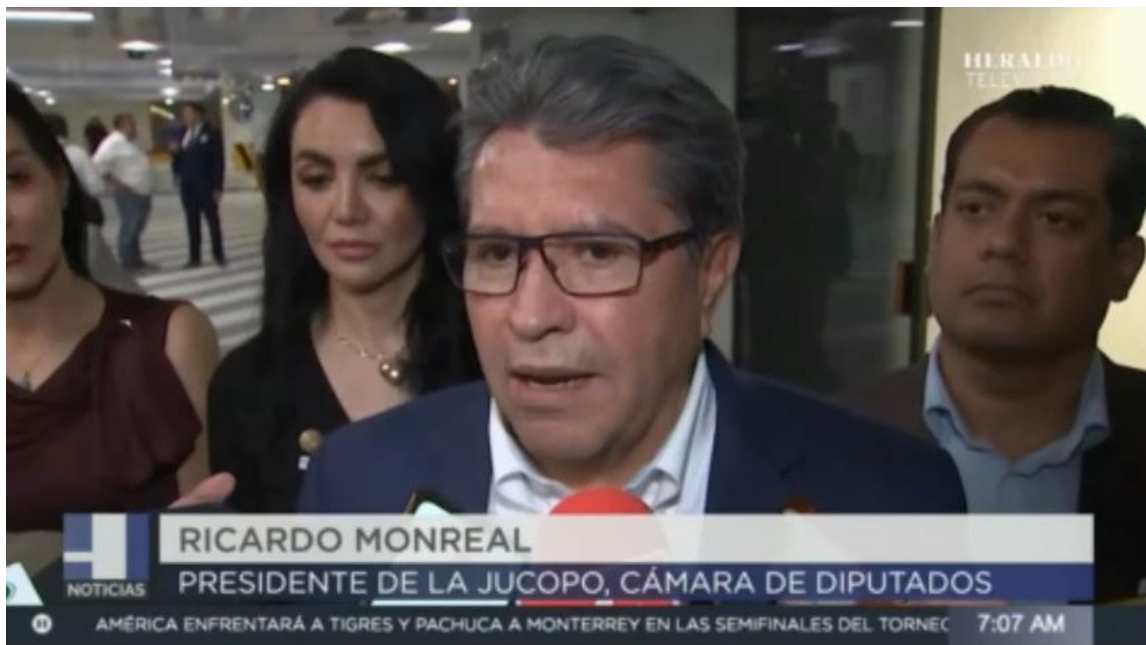 HERALDO
TELEVISIÓN
RICARDO MONREAL
NOTICIAS
PRESIDENTE DE LA JUCOPO, CÁMARA DE DIPUTADOS
AMÉRICA ENFRENTARÁ A TIGRES Y PACHUCA A MONTERREY EN LAS SEMIFINALES DEL TORNEO
7:07 AM